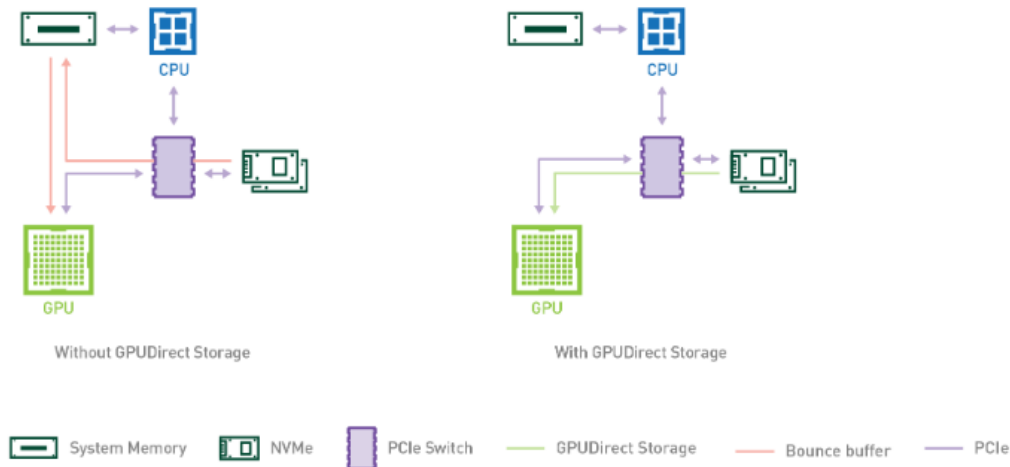 CPU
CPU
GPU
GPU
Without GPUDirect Storage
With GPUDirect Storage
System Memory
NVMe
PCIe Switch
GPUDirect Storage
Bounce buffer
PCIe